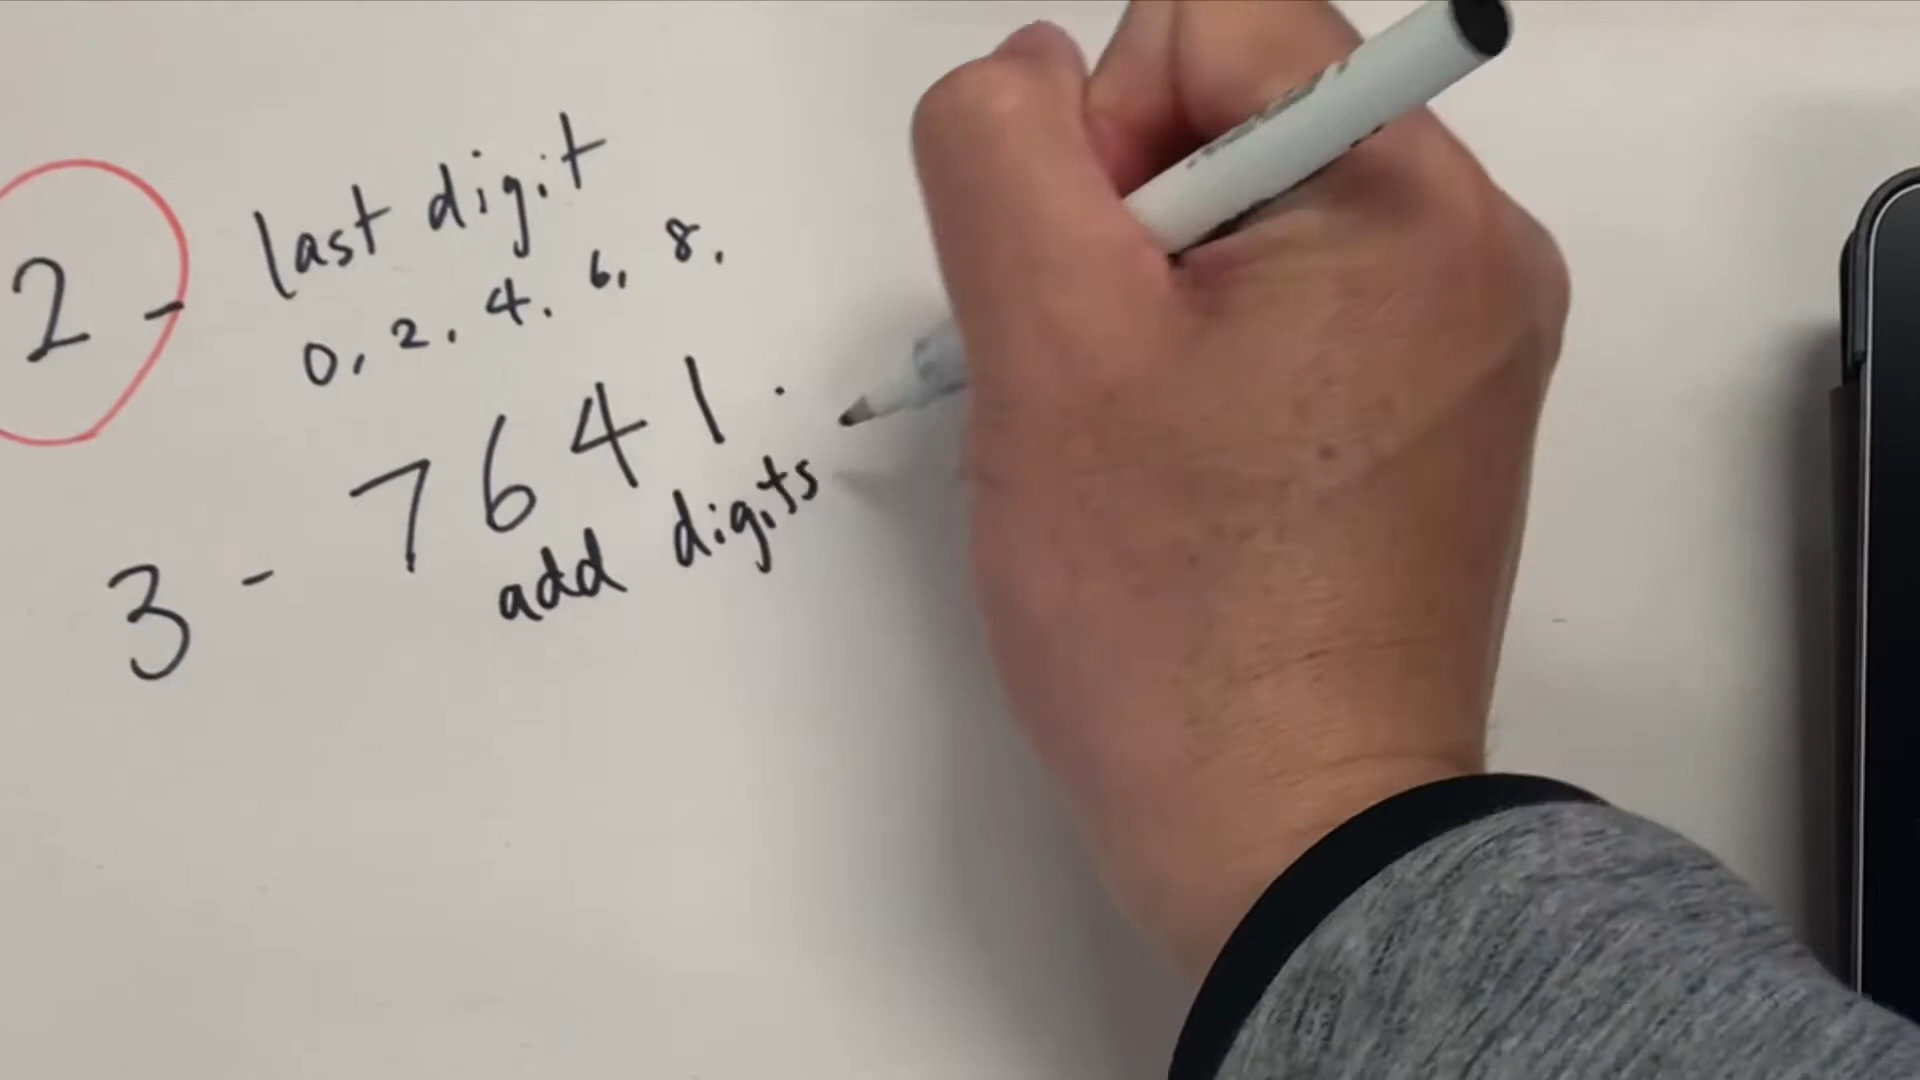 2 - last digit
0, 2, 4, 6, 8.
3 - 7641.
add digits